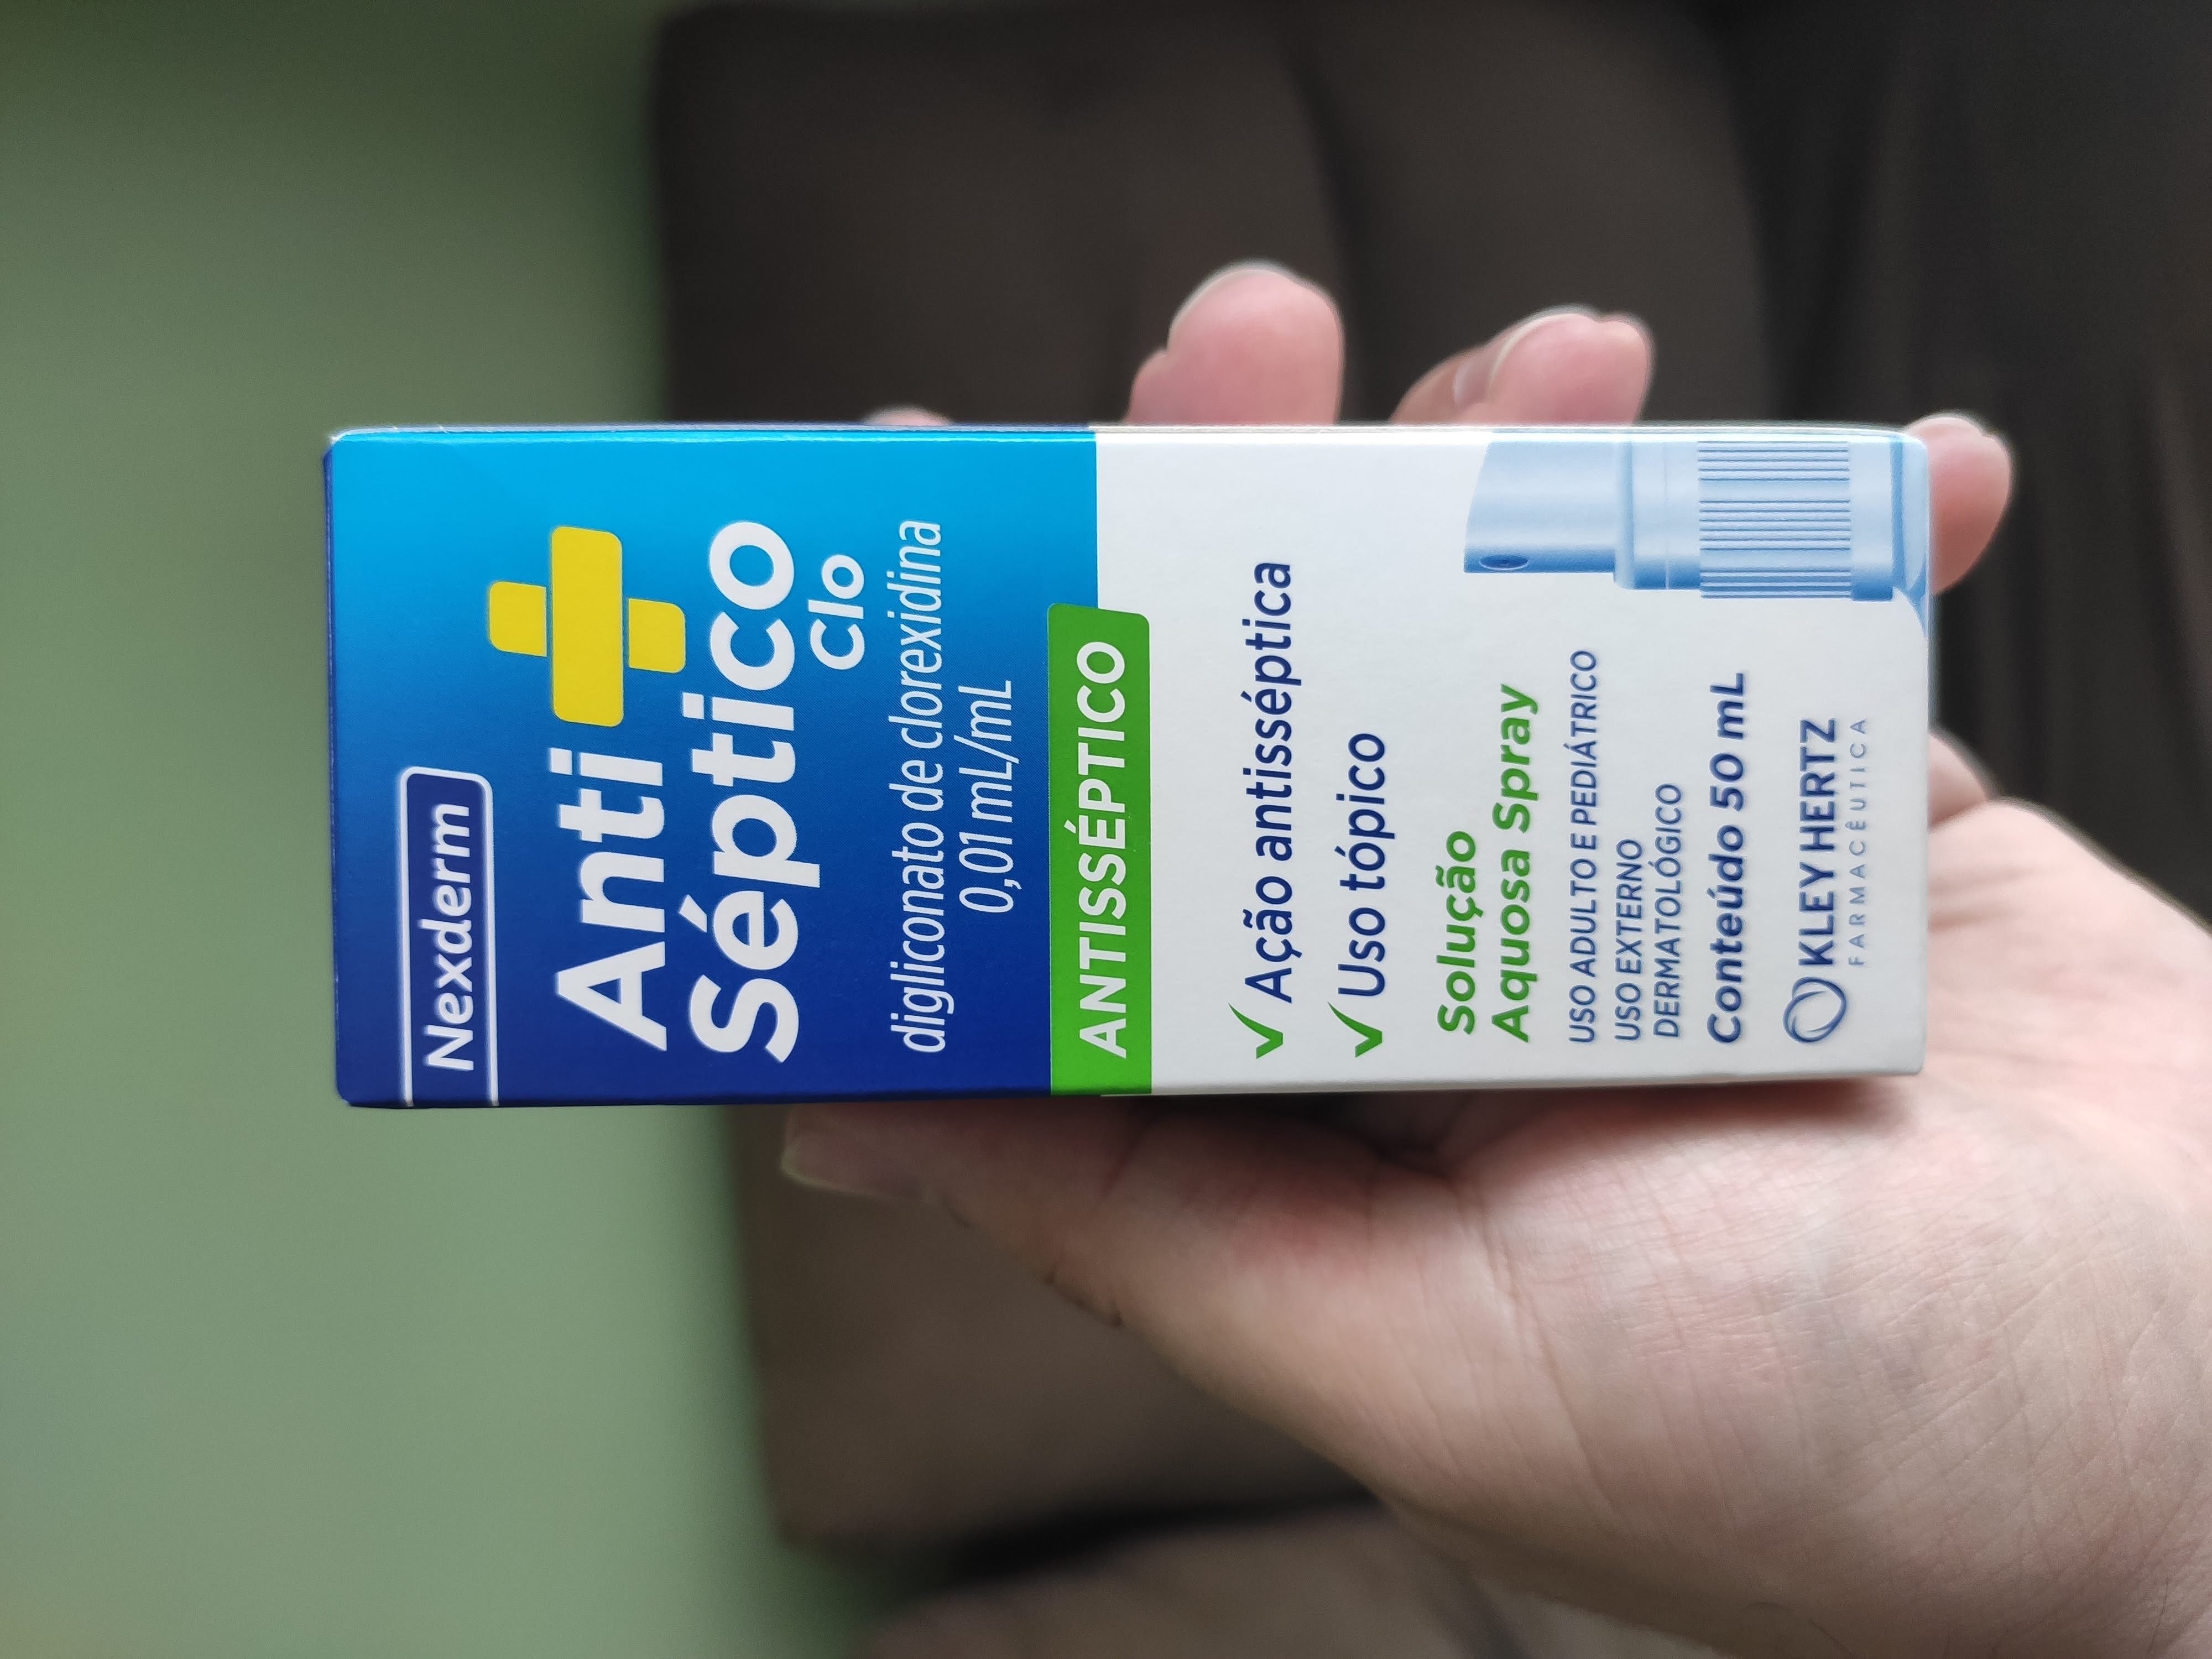 Nexderm
Anti
Séptico
Clo
digliconato de clorexidina
0,01 mL/mL
ANTISSÉPTICO
Ação antisséptica
Uso tópico
Solução
Aquosa Spray
USO ADULTO E PEDIÁTRICO
USO EXTERNO
DERMATOLÓGICO
Conteúdo 50 mL
KLEY HERTZ
FARMACÊUTICA